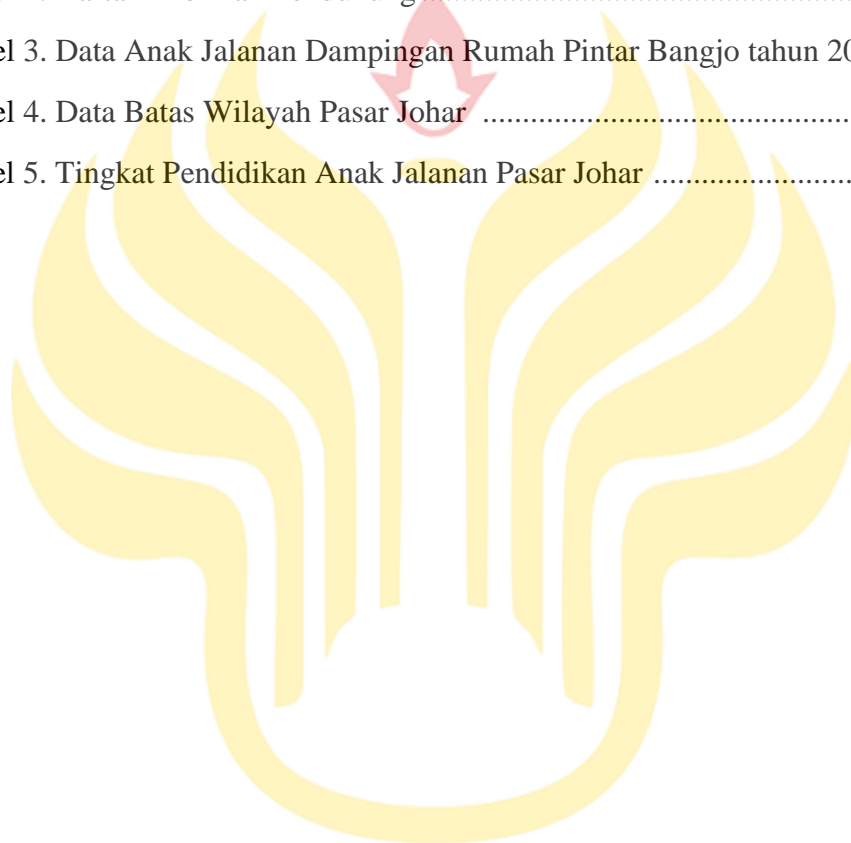 el 3. Data Anak Jalanan Dampingan Rumah Pintar Bangjo tahun 20
el 4. Data Batas Wilayah Pasar Johar ................................................
el 5. Tingkat Pendidikan Anak Jalanan Pasar Johar ..........................